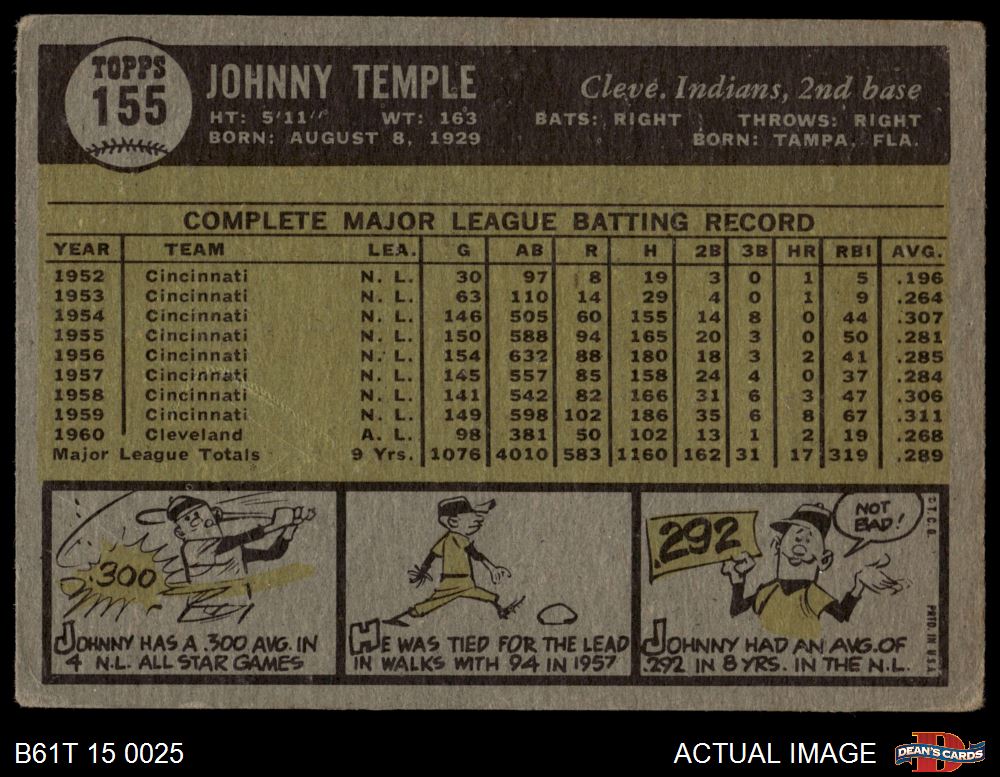 TOPPS
155
JOHNNY TEMPLE
Cleve. Indians, 2nd base
HT: 5'11" WT: 163 BATS: RIGHT THROWS: RIGHT
BORN: AUGUST 8, 1929 BORN: TAMPA, FLA.
COMPLETE MAJOR LEAGUE BATTING RECORD
YEAR TEAM LEA. G AB R H 2B 3B HR RBI AVG.
1952 Cincinnati N. L. 30 97 8 19 3 0 1 5 .196
1953 Cincinnati N. L. 63 110 14 29 4 0 1 9 .264
1954 Cincinnati N. L. 146 505 60 155 14 8 0 44 .307
1955 Cincinnati N. L. 150 588 94 165 20 3 0 50 .281
1956 Cincinnati N. L. 154 632 88 180 18 3 2 41 .285
1957 Cincinnati N. L. 145 557 85 158 24 4 0 37 .284
1958 Cincinnati N. L. 141 542 82 166 31 6 3 47 .306
1959 Cincinnati N. L. 149 598 102 186 35 6 8 67 .311
1960 Cleveland A. L. 98 381 50 102 13 1 2 19 .268
Major League Totals 9 Yrs. 1076 4010 583 1160 162 31 17 319 .289
.300
JOHNNY HAS A .300 AVG. IN
4 N.L. ALL STAR GAMES
HE WAS TIED FOR THE LEAD
IN WALKS WITH 94 IN 1957
.292
NOT
BAD!
JOHNNY HAD AN AVG. OF
.292 IN 8 YRS. IN THE N.L.
©T.C.G. PRTD. IN U.S.A.
B61T 15 0025
ACTUAL IMAGE
D
DEAN'S CARDS